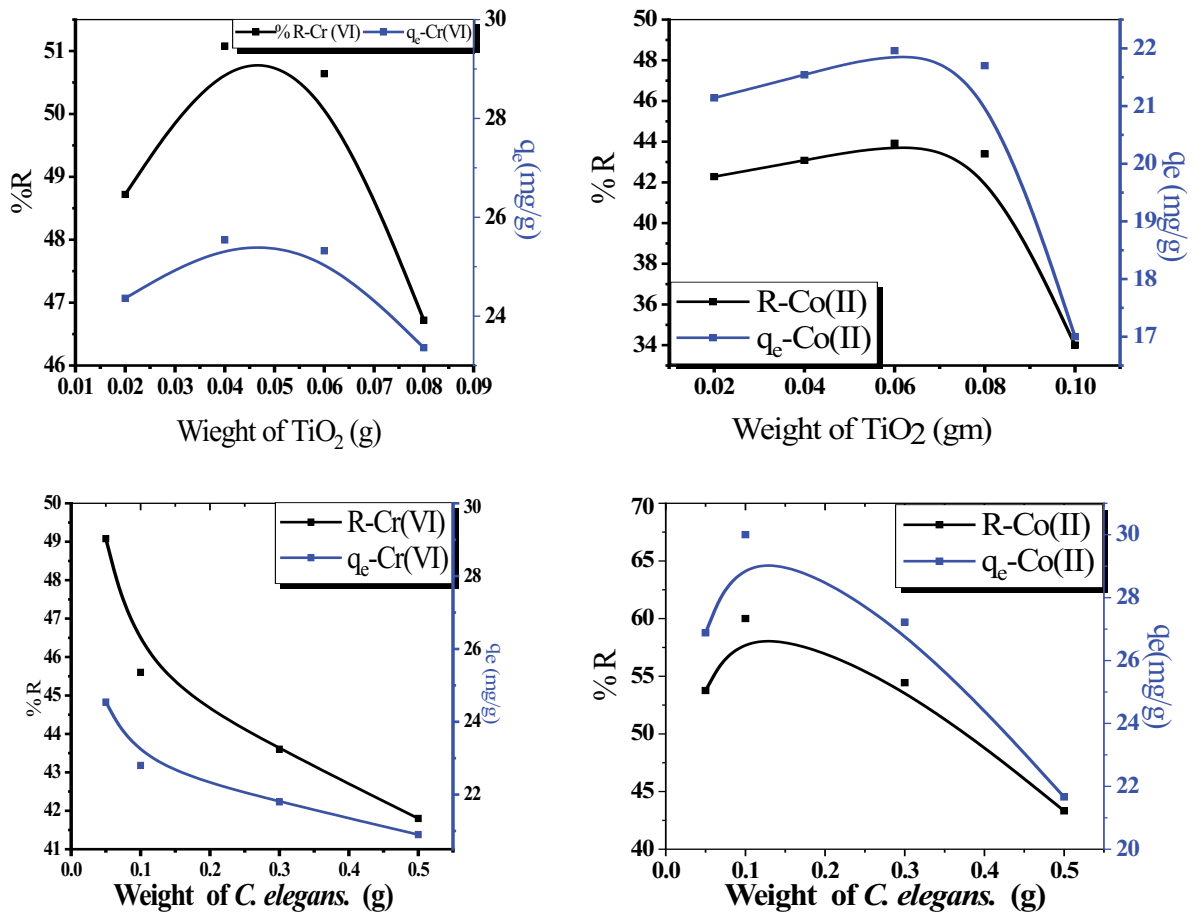 % R-Cr (VI) qe-Cr(VI)
51
50
49
48
47
46
%R
30
28
26
24
qe(mg/g)
0.01 0.02 0.03 0.04 0.05 0.06 0.07 0.08 0.09
Wieght of TiO2 (g)
50
48
46
44
42
40
38
36
34
% R
22
21
20
19
18
17
qe (mg/g)
R-Co(II)
qe-Co(II)
0.02 0.04 0.06 0.08 0.10
Weight of TiO2 (gm)
50
49
48
47
46
45
44
43
42
41
% R
R-Cr(VI)
qe-Cr(VI)
30
28
26
24
22
qe (mg/g)
0.0 0.1 0.2 0.3 0.4 0.5
Weight of C. elegans. (g)
70
65
60
55
50
45
40
% R
R-Co(II)
qe-Co(II)
30
28
26
24
22
20
qe(mg/g)
0.0 0.1 0.2 0.3 0.4 0.5
Weight of C. elegans. (g)